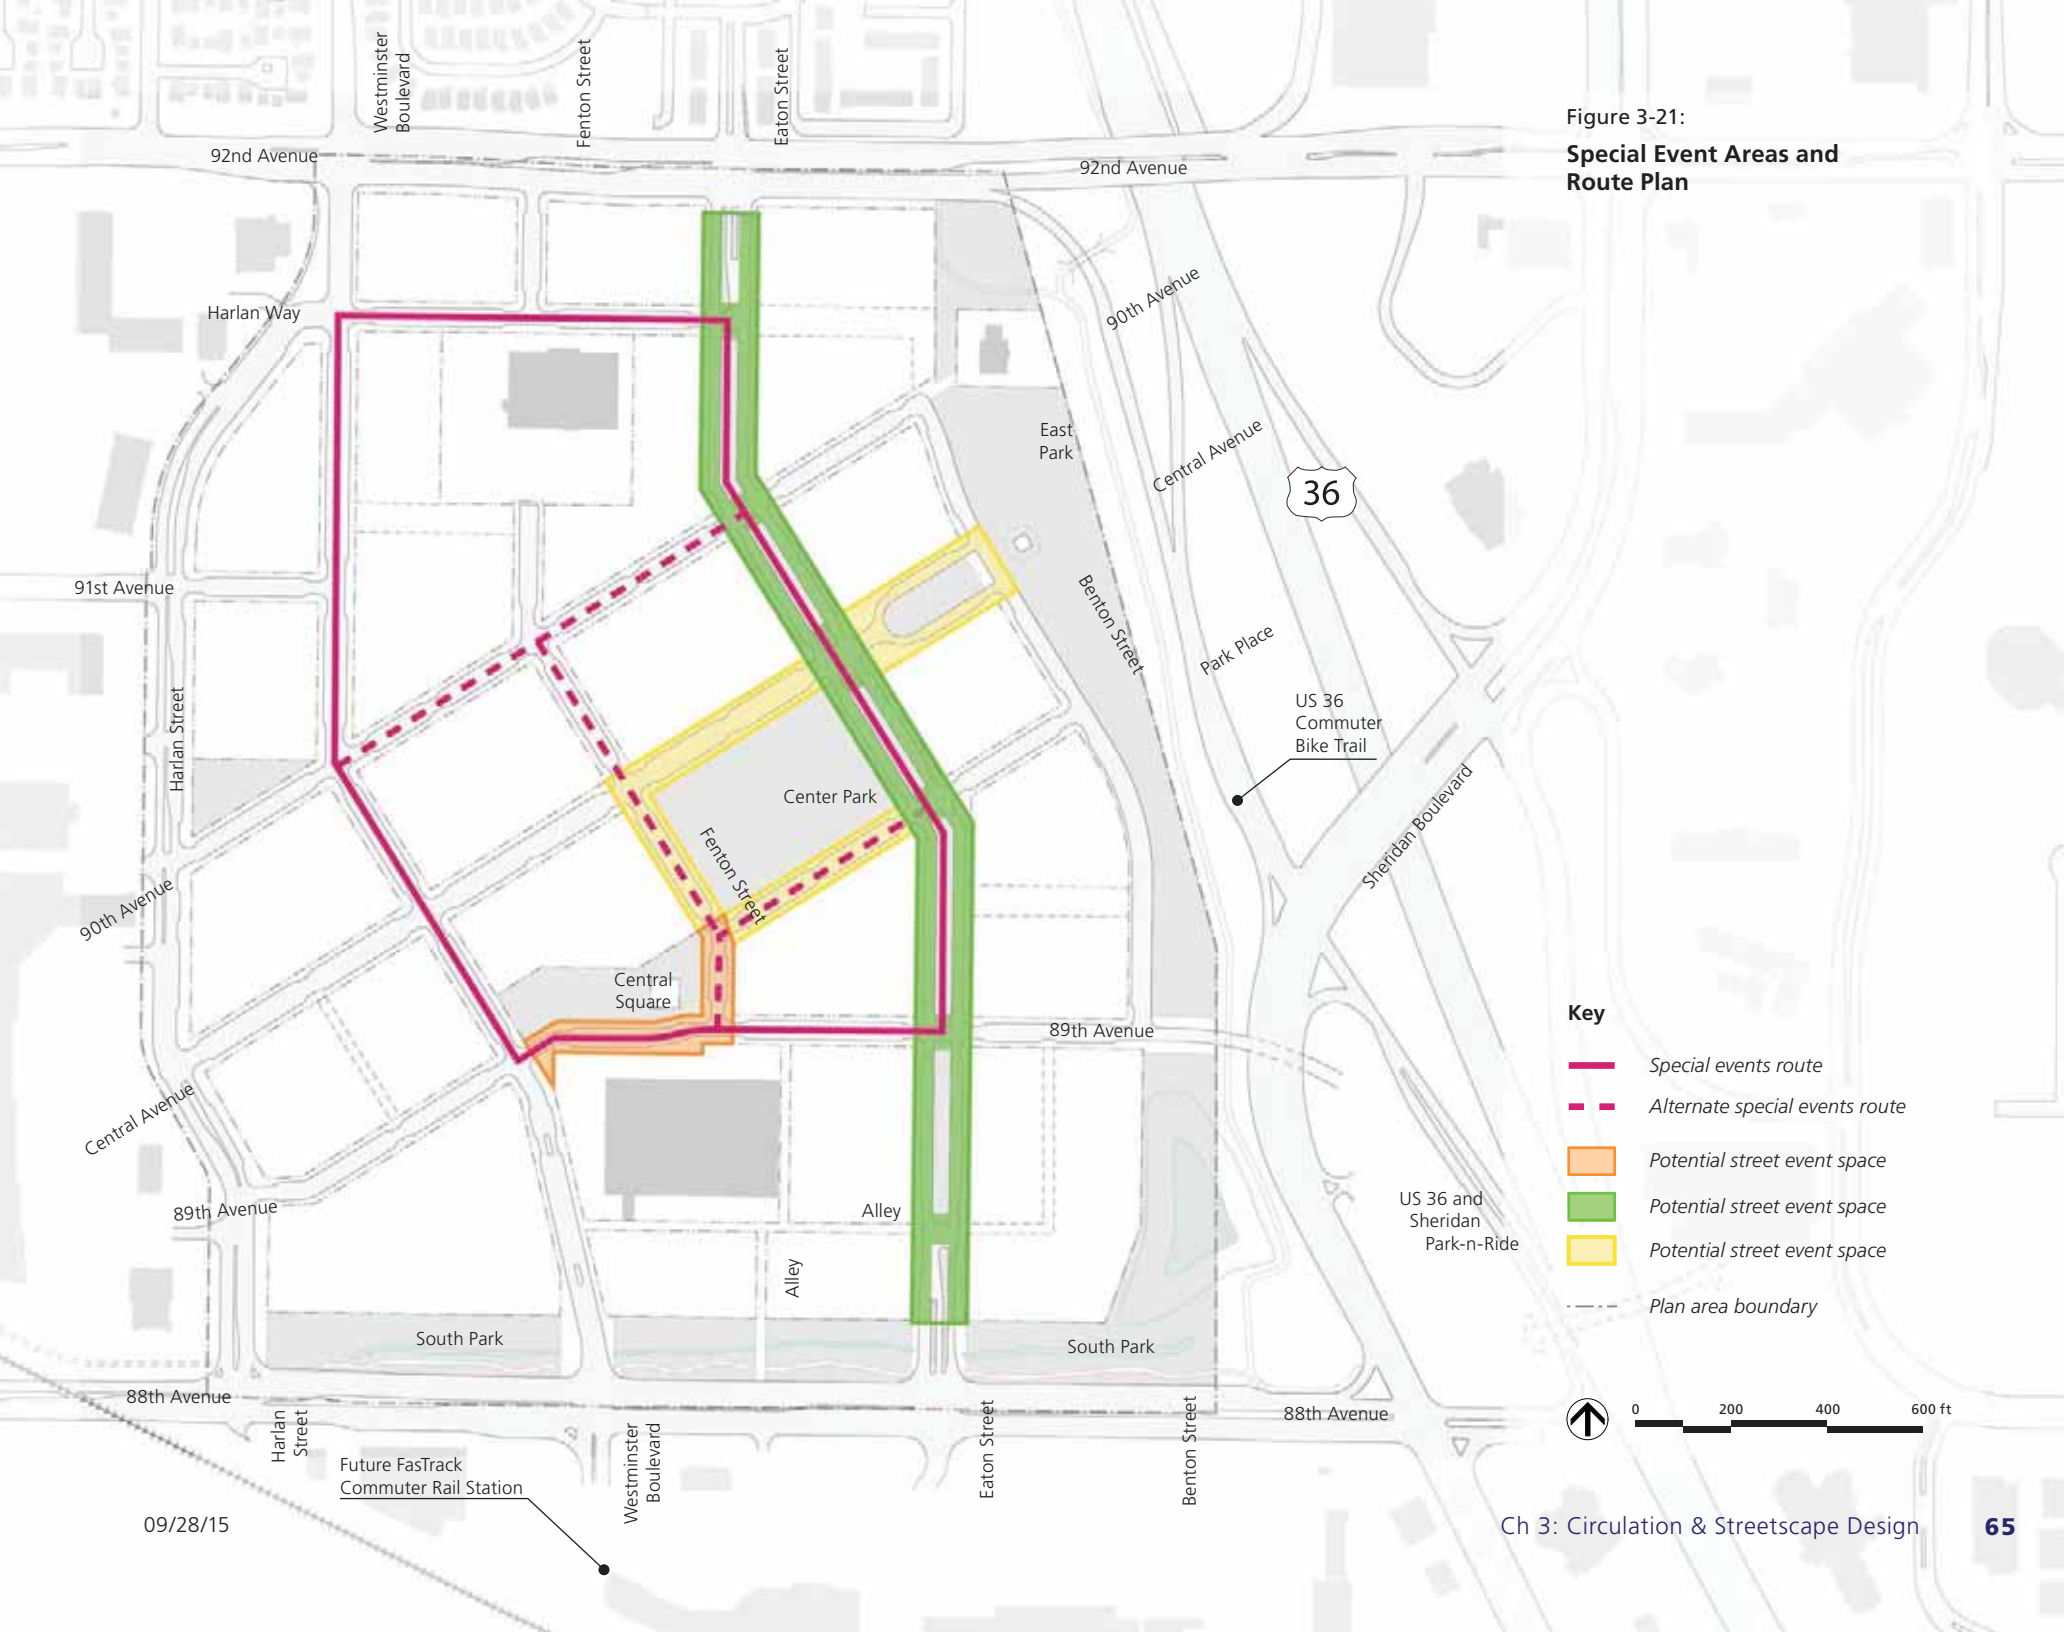 Westminster
Boulevard
Fenton Street
Eaton Street
92nd Avenue
92nd Avenue
Figure 3-21:
Special Event Areas and
Route Plan
Harlan Way
90th Avenue
East
Park
Central Avenue
36
91st Avenue
Benton Street
Park Place
Harlan Street
US 36
Commuter
Bike Trail
Center Park
Sheridan Boulevard
Fenton Street
90th Avenue
Central
Square
89th Avenue
Central Avenue
89th Avenue
Alley
Alley
US 36 and
Sheridan
Park-n-Ride
South Park
South Park
Key
Special events route
Alternate special events route
Potential street event space
Potential street event space
Potential street event space
Plan area boundary
0 200 400 600 ft
88th Avenue
88th Avenue
Harlan
Street
Westminster
Boulevard
Eaton Street
Benton Street
Future FasTrack
Commuter Rail Station
09/28/15
Ch 3: Circulation & Streetscape Design 65